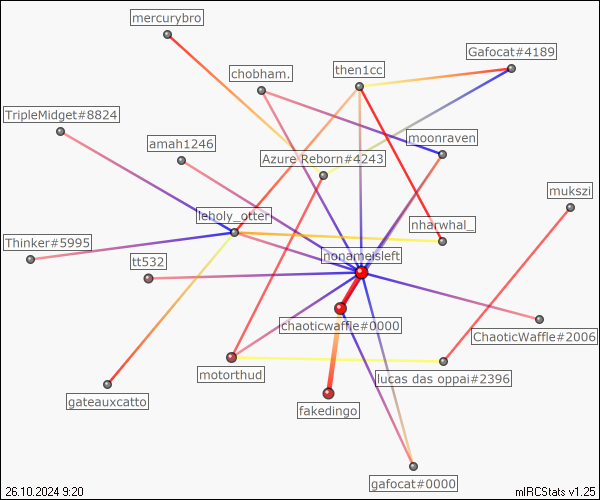 mercurybro
Gafocat#4189
chobham.
then1cc
TripleMidget#8824
amah1246
moonraven
Azure Reborn#4243
mukszi
leholy_otter
nharwhal_
Thinker#5995
tt532
nonameisleft
chaoticwaffle#0000
ChaoticWaffle#2006
motorthud
lucas das oppai#2396
gateauxcatto
fakedingo
gafocat#0000
26.10.2024 9:20
mIRCStats v1.25